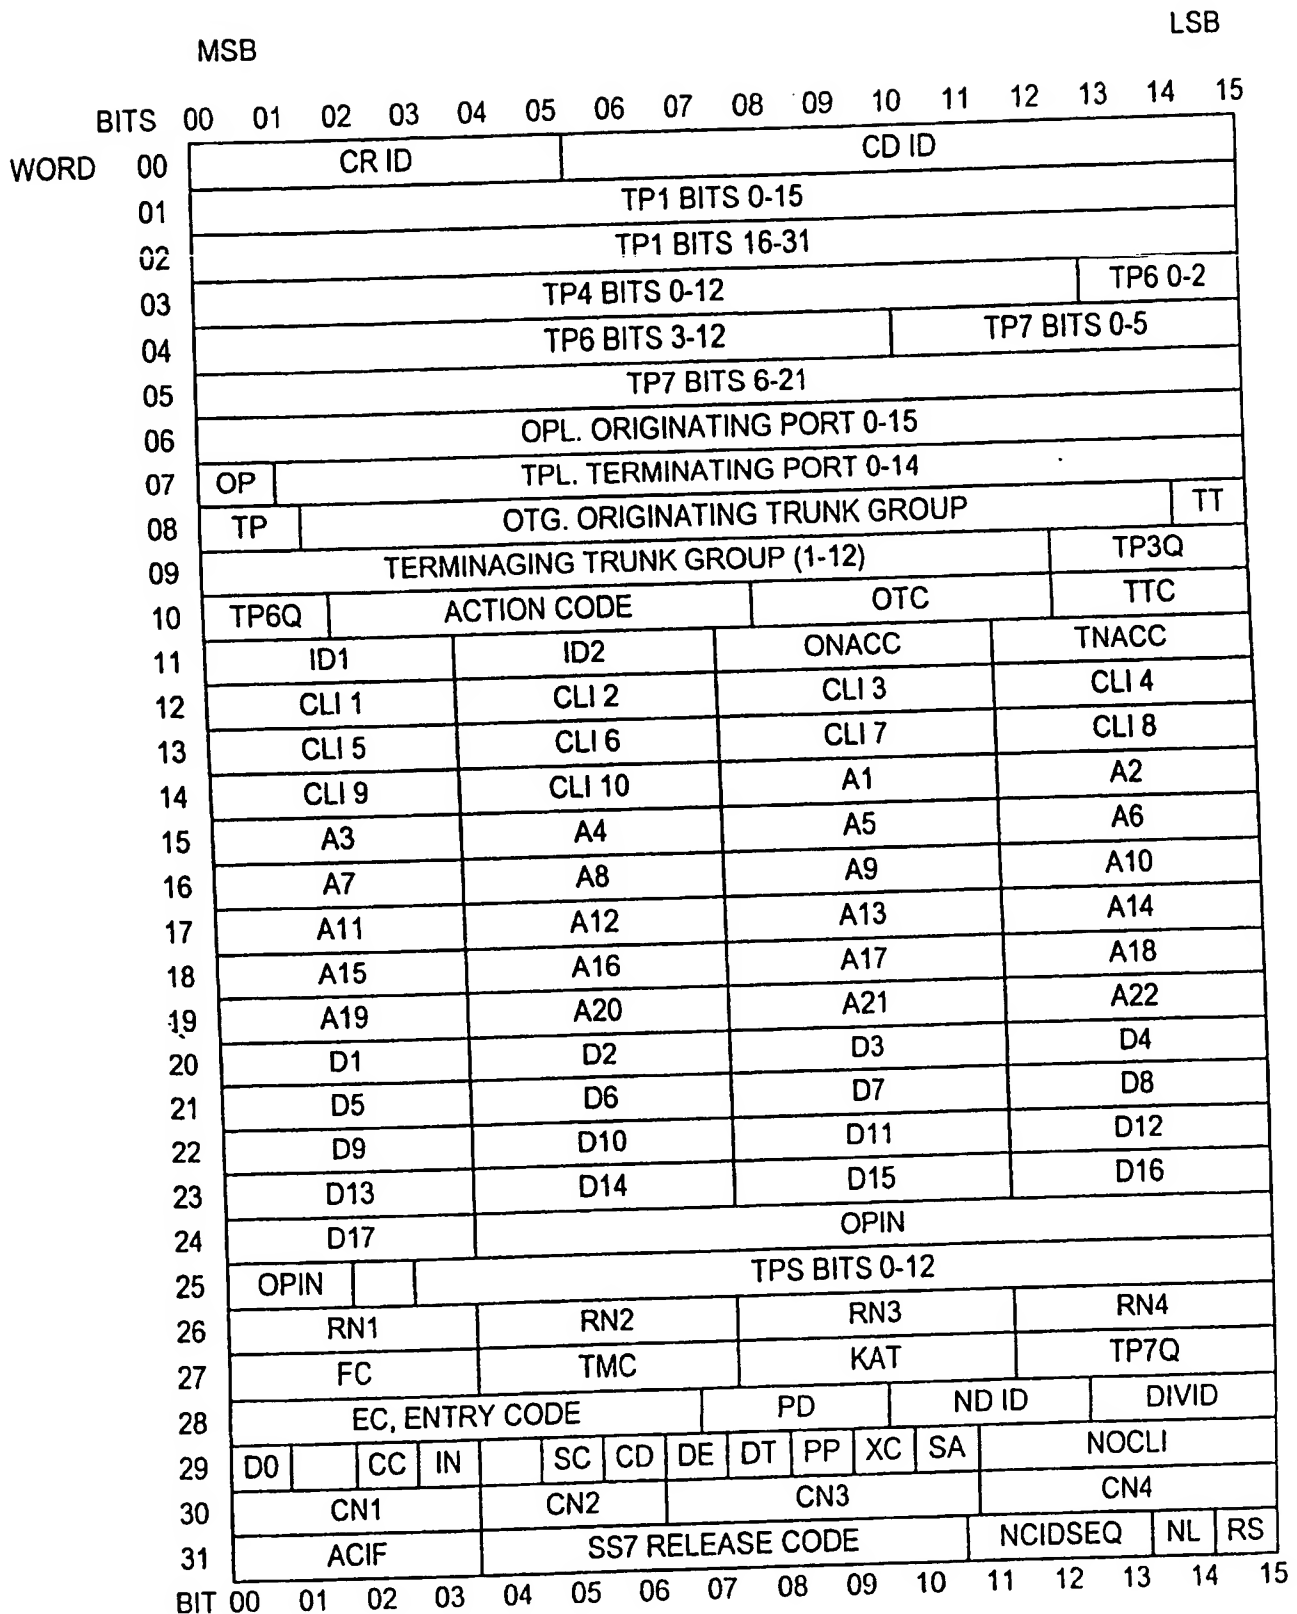 MSB LSB
BITS 00 01 02 03 04 05 06 07 08 09 10 11 12 13 14 15
WORD 00 CR ID CD ID
01 TP1 BITS 0-15
02 TP1 BITS 16-31
03 TP4 BITS 0-12 TP6 0-2
04 TP6 BITS 3-12 TP7 BITS 0-5
05 TP7 BITS 6-21
06 OPL. ORIGINATING PORT 0-15
07 OP TPL. TERMINATING PORT 0-14
08 TP OTG. ORIGINATING TRUNK GROUP TT
09 TERMINAGING TRUNK GROUP (1-12) TP3Q
10 TP6Q ACTION CODE OTC TTC
11 ID1 ID2 ONACC TNACC
12 CLI 1 CLI 2 CLI 3 CLI 4
13 CLI 5 CLI 6 CLI 7 CLI 8
14 CLI 9 CLI 10 A1 A2
15 A3 A4 A5 A6
16 A7 A8 A9 A10
17 A11 A12 A13 A14
18 A15 A16 A17 A18
19 A19 A20 A21 A22
20 D1 D2 D3 D4
21 D5 D6 D7 D8
22 D9 D10 D11 D12
23 D13 D14 D15 D16
24 D17 OPIN
25 OPIN TPS BITS 0-12
26 RN1 RN2 RN3 RN4
27 FC TMC KAT TP7Q
28 EC, ENTRY CODE PD ND ID DIVID
29 D0 CC IN SC CD DE DT PP XC SA NOCLI
30 CN1 CN2 CN3 CN4
31 ACIF SS7 RELEASE CODE NCIDSEQ NL RS
BIT 00 01 02 03 04 05 06 07 08 09 10 11 12 13 14 15